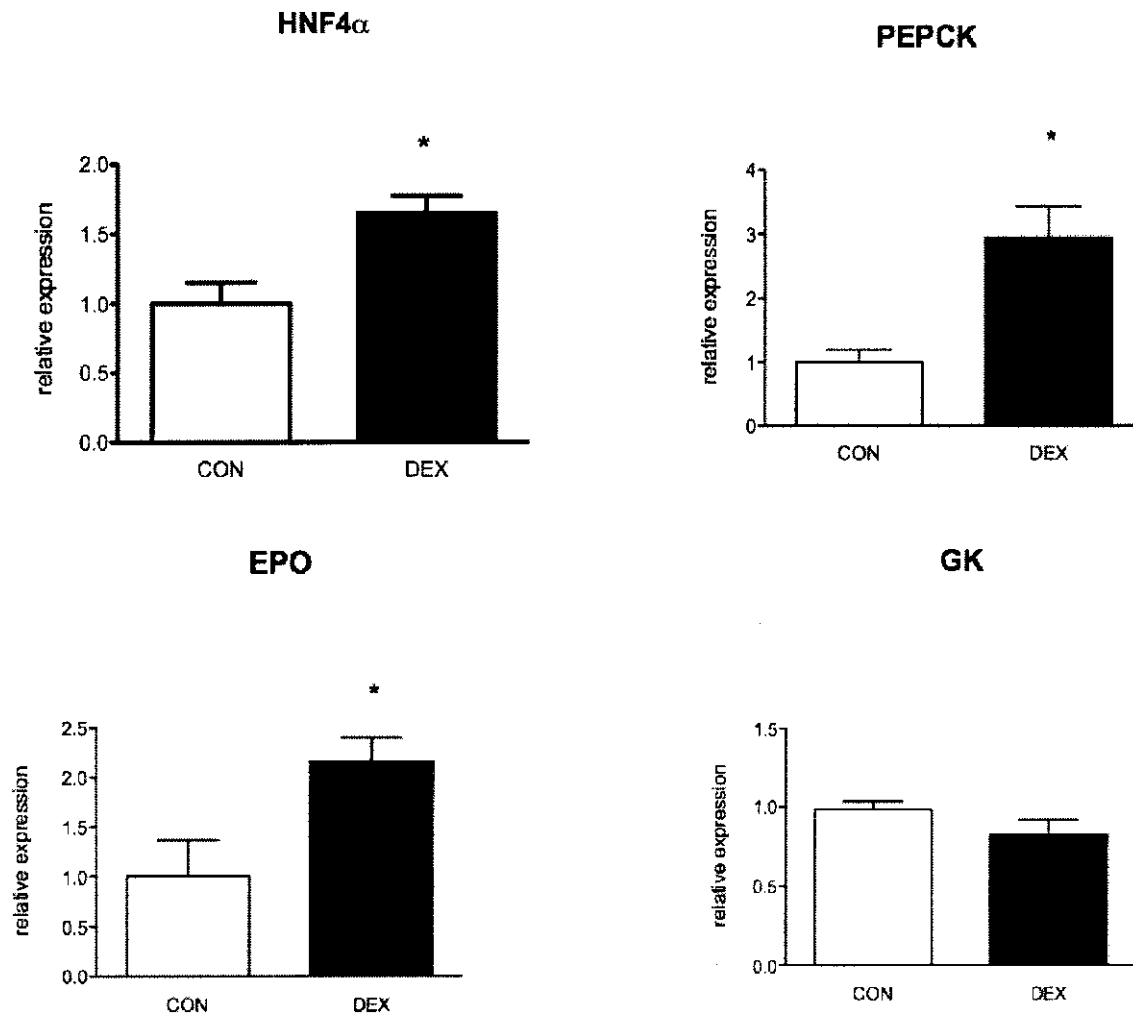 HNF4α
*
relative expression
2.0
1.5
1.0
0.5
0.0
CON DEX
PEPCK
*
relative expression
4
3
2
1
0
CON DEX
EPO
*
relative expression
2.5
2.0
1.5
1.0
0.5
0.0
CON DEX
GK
relative expression
1.5
1.0
0.5
0.0
CON DEX